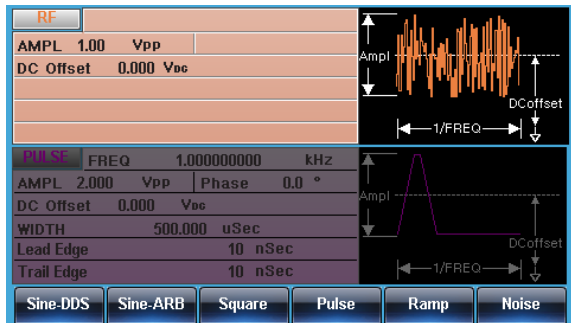 RF
AMPL 1.00 Vpp
DC Offset 0.000 VDC
Ampl
DCoffset
1/FREQ
PULSE FREQ 1.000000000 kHz
AMPL 2.000 Vpp Phase 0.0 °
DC Offset 0.000 VDC
WIDTH 500.000 uSec
Lead Edge 10 nSec
Trail Edge 10 nSec
Ampl
DCoffset
1/FREQ
Sine-DDS Sine-ARB Square Pulse Ramp Noise